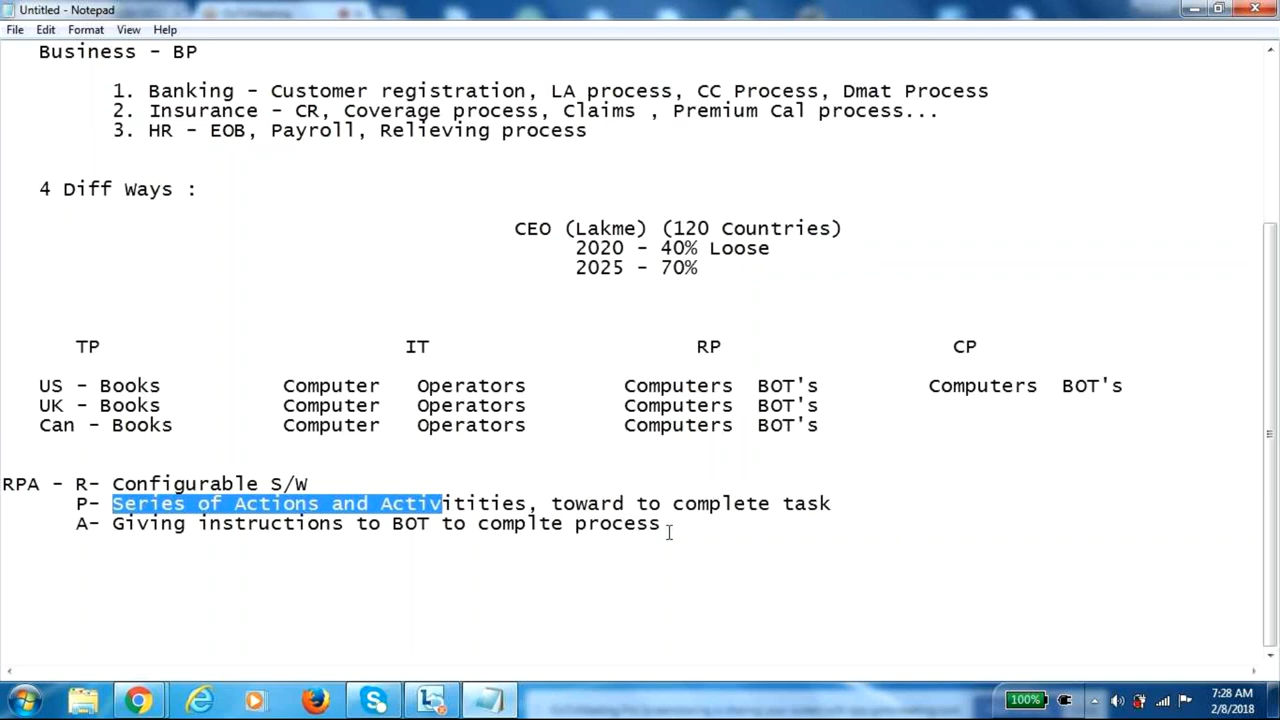 Untitled - Notepad
File Edit Format View Help
Business - BP
1. Banking - Customer registration, LA process, CC Process, Dmat Process
2. Insurance - CR, Coverage process, Claims , Premium Cal process...
3. HR - EOB, Payroll, Relieving process
4 Diff Ways :
CEO (Lakme) (120 Countries)
2020 - 40% Loose
2025 - 70%
TP IT RP CP
US - Books Computer Operators Computers BOT's Computers BOT's
UK - Books Computer Operators Computers BOT's
Can - Books Computer Operators Computers BOT's
RPA - R- Configurable S/W
P- Series of Actions and Activitities, toward to complete task
A- Giving instructions to BOT to complte process
100% 7:28 AM
2/8/2018